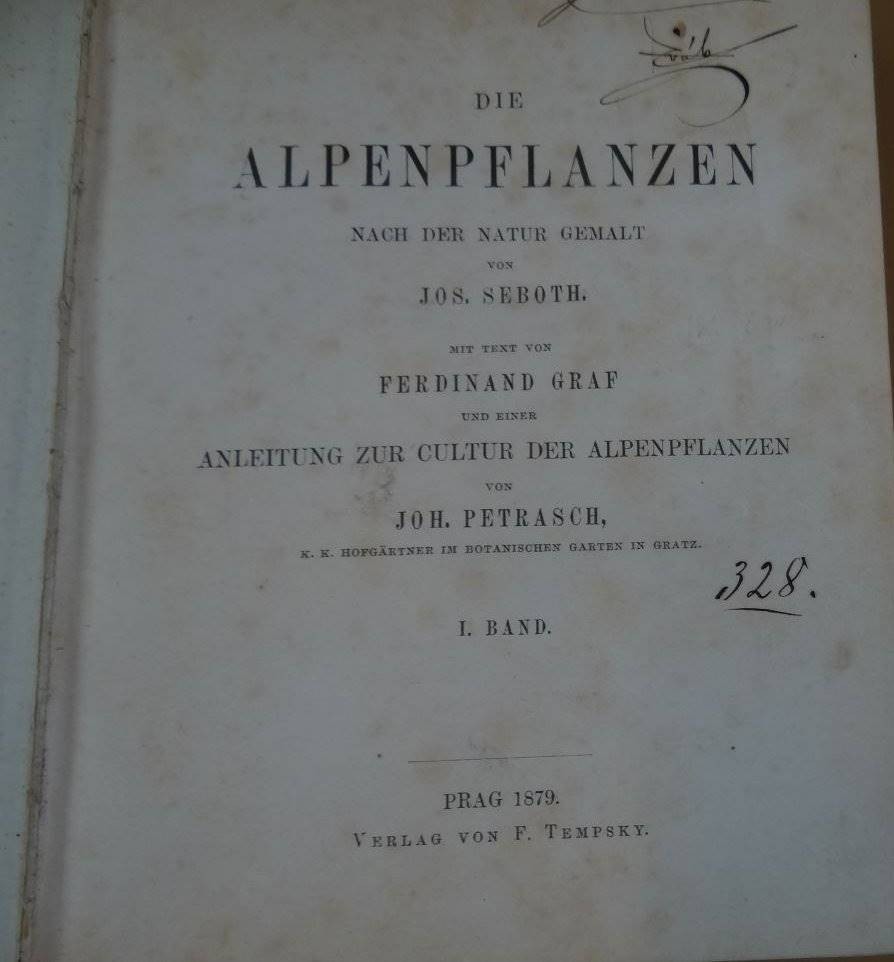 DIE
ALPENPFLANZEN
NACH DER NATUR GEMALT
VON
JOS. SEBOTH.
MIT TEXT VON
FERDINAND GRAF
UND EINER
ANLEITUNG ZUR CULTUR DER ALPENPFLANZEN
VON
JOH. PETRASCH,
K. K. HOFGÄRTNER IM BOTANISCHEN GARTEN IN GRATZ.
328.
I. BAND.
PRAG 1879.
VERLAG VON F. TEMPSKY.